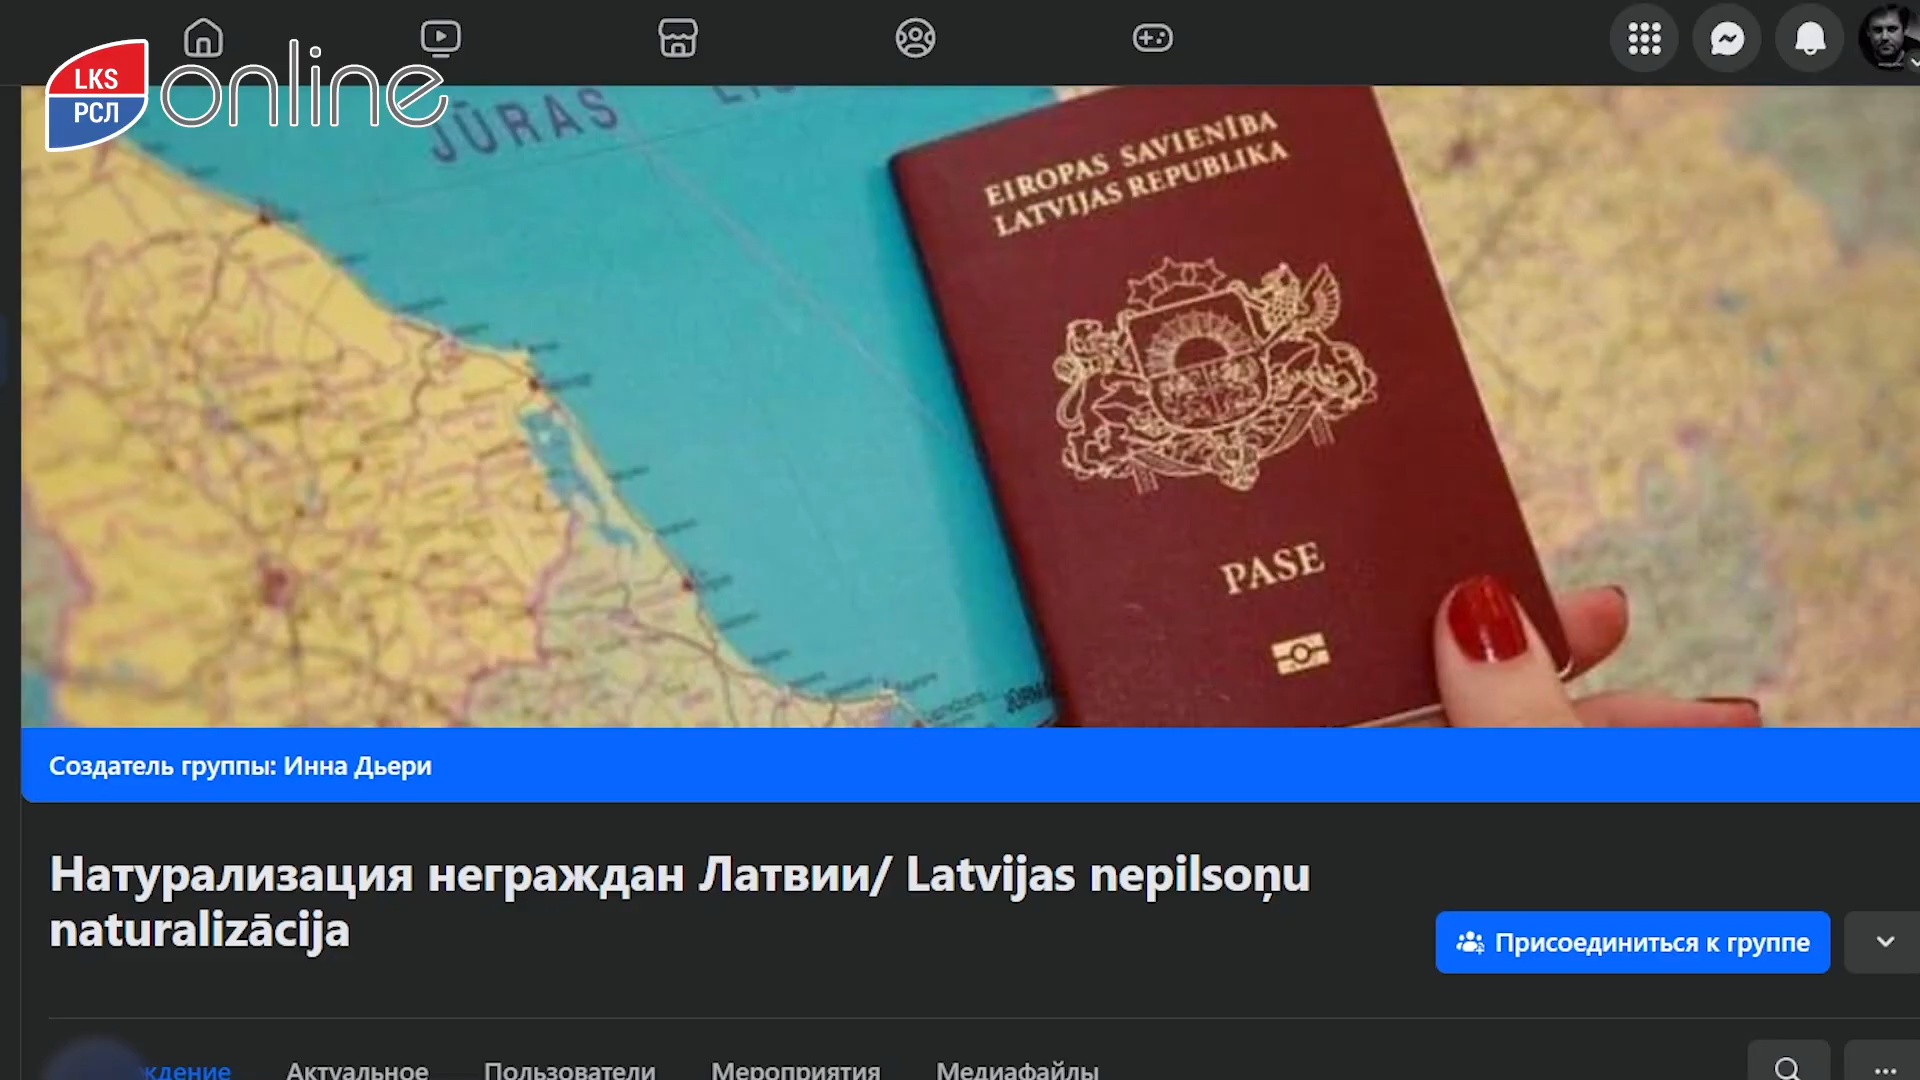 LKS
РСЛ
online
JŪRAS
EIROPAS SAVIENĪBA
LATVIJAS REPUBLIKA
PASE
Создатель группы: Инна Дьери
Натурализация неграждан Латвии/ Latvijas nepilsoņu
naturalizācija
Присоединиться к группе
Актуальное
Пользователи
Мероприятия
Медиафайлы